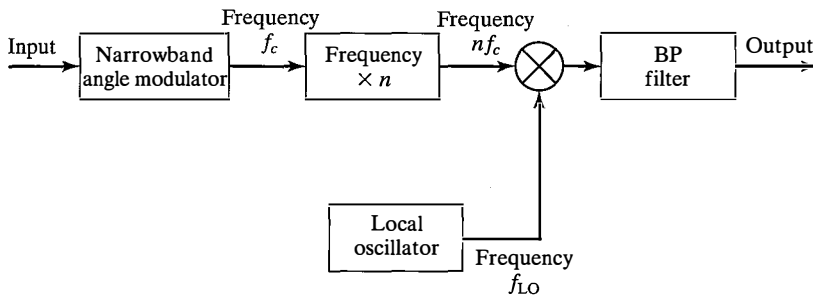 Input
Narrowband
angle modulator
Frequency
f_c
Frequency
× n
Frequency
nf_c
BP
filter
Output
Local
oscillator
Frequency
f_LO